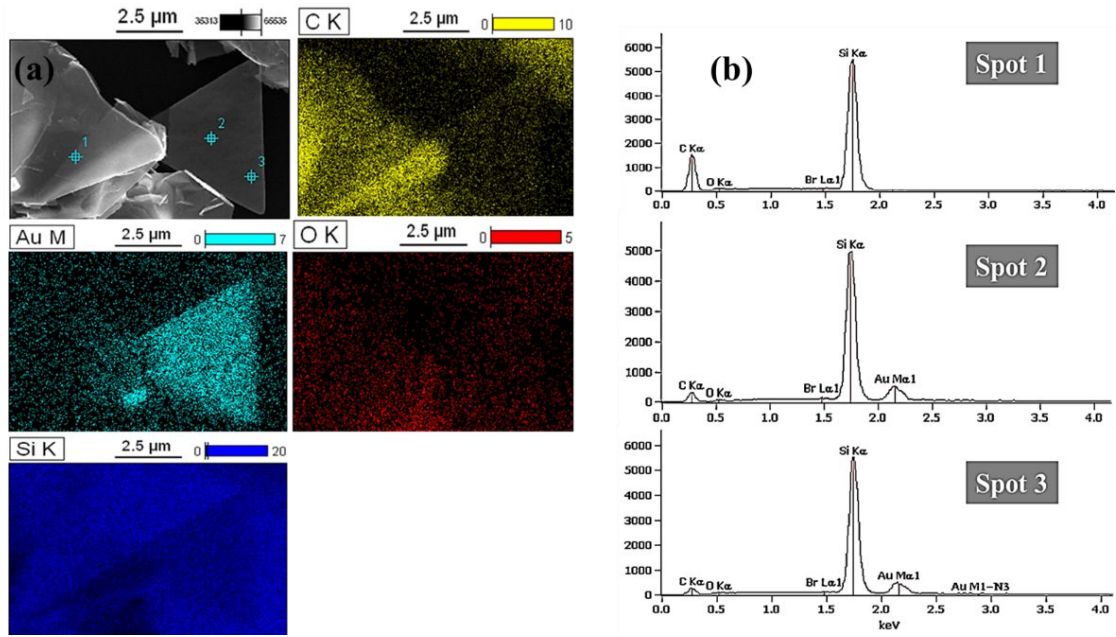 2.5 µm 35313 65535
(a)
1
2
3
C K 2.5 µm 0 10
Au M 2.5 µm 0 7
O K 2.5 µm 0 5
Si K 2.5 µm 0 20
(b)
Spot 1
6000
5000
4000
3000
2000
1000
0
Si Kα
C Kα
O Kα
Br Lα1
0.0 0.5 1.0 1.5 2.0 2.5 3.0 3.5 4.0
Spot 2
5000
4000
3000
2000
1000
0
Si Kα
C Kα
O Kα
Br Lα1
Au Mα1
0.0 0.5 1.0 1.5 2.0 2.5 3.0 3.5 4.0
Spot 3
6000
5000
4000
3000
2000
1000
0
Si Kα
C Kα
O Kα
Br Lα1
Au Mα1
Au M1-N3
0.0 0.5 1.0 1.5 2.0 2.5 3.0 3.5 4.0
keV